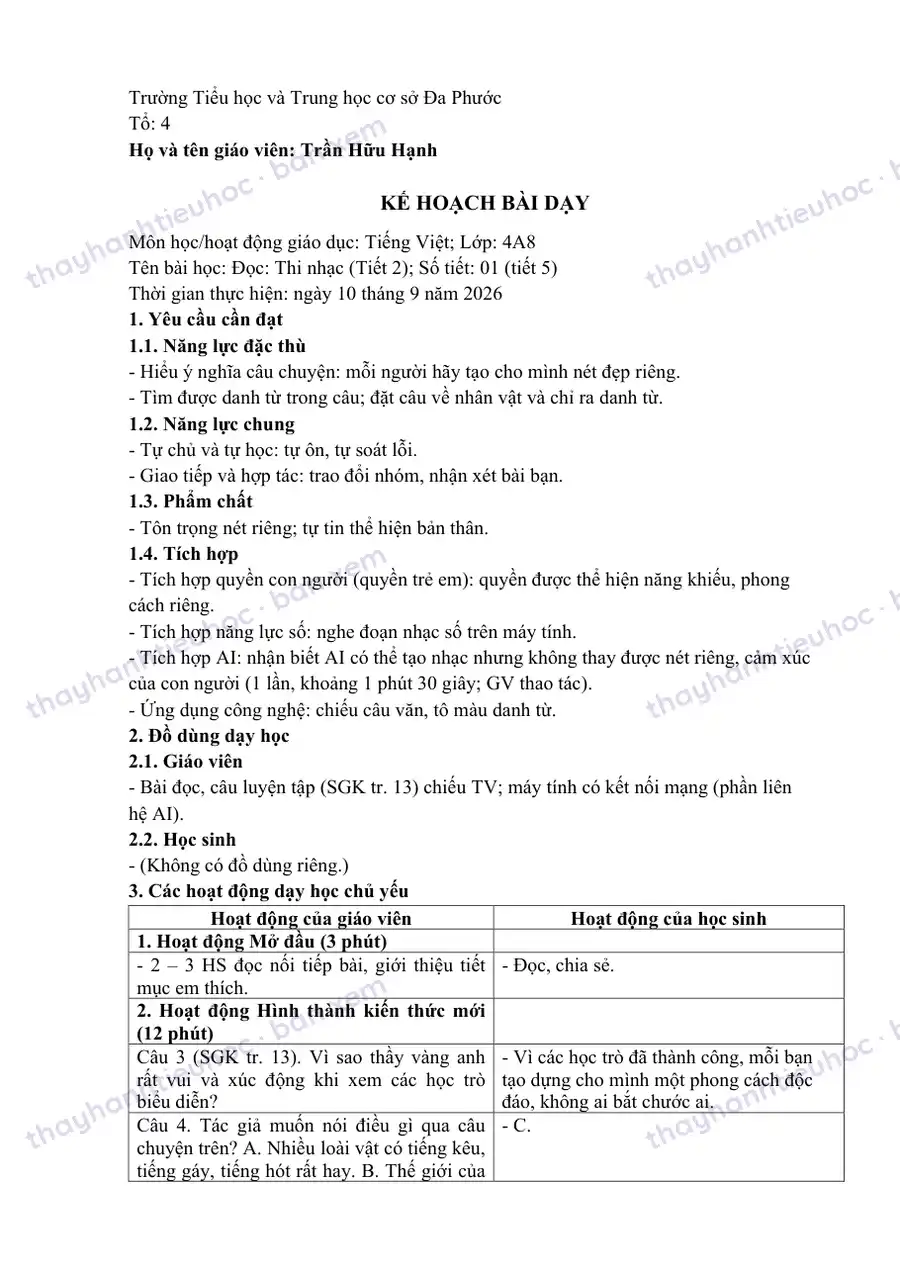 Trường Tiểu học và Trung học cơ sở Đa Phước
Tổ: 4
Họ và tên giáo viên: Trần Hữu Hạnh
KẾ HOẠCH BÀI DẠY
Môn học/hoạt động giáo dục: Tiếng Việt; Lớp: 4A8
Tên bài học: Đọc: Thi nhạc (Tiết 2); Số tiết: 01 (tiết 5)
Thời gian thực hiện: ngày 10 tháng 9 năm 2026
1. Yêu cầu cần đạt
1.1. Năng lực đặc thù
- Hiểu ý nghĩa câu chuyện: mỗi người hãy tạo cho mình nét đẹp riêng.
- Tìm được danh từ trong câu; đặt câu về nhân vật và chỉ ra danh từ.
1.2. Năng lực chung
- Tự chủ và tự học: tự ôn, tự soát lỗi.
- Giao tiếp và hợp tác: trao đổi nhóm, nhận xét bài bạn.
1.3. Phẩm chất
- Tôn trọng nét riêng; tự tin thể hiện bản thân.
1.4. Tích hợp
- Tích hợp quyền con người (quyền trẻ em): quyền được thể hiện năng khiếu, phong
cách riêng.
- Tích hợp năng lực số: nghe đoạn nhạc số trên máy tính.
- Tích hợp AI: nhận biết AI có thể tạo nhạc nhưng không thay được nét riêng, cảm xúc
của con người (1 lần, khoảng 1 phút 30 giây; GV thao tác).
- Ứng dụng công nghệ: chiếu câu văn, tô màu danh từ.
2. Đồ dùng dạy học
2.1. Giáo viên
- Bài đọc, câu luyện tập (SGK tr. 13) chiếu TV; máy tính có kết nối mạng (phần liên
hệ AI).
2.2. Học sinh
- (Không có đồ dùng riêng.)
3. Các hoạt động dạy học chủ yếu
Hoạt động của giáo viên
Hoạt động của học sinh
1. Hoạt động Mở đầu (3 phút)
- 2 – 3 HS đọc nối tiếp bài, giới thiệu tiết
mục em thích.
- Đọc, chia sẻ.
2. Hoạt động Hình thành kiến thức mới
(12 phút)
Câu 3 (SGK tr. 13). Vì sao thầy vàng anh
rất vui và xúc động khi xem các học trò
biểu diễn?
- Vì các học trò đã thành công, mỗi bạn
tạo dựng cho mình một phong cách độc
đáo, không ai bắt chước ai.
Câu 4. Tác giả muốn nói điều gì qua câu
chuyện trên? A. Nhiều loài vật có tiếng kêu,
tiếng gáy, tiếng hót rất hay. B. Thế giới của
- C.
thayhanhtieuhoc · bản xem
thayhanhtieuhoc · b
thayhanhtieuhoc · bản xem
thayhanhtieuhoc · b
thayhanhtieuhoc · bản xem
thayhanhtieuhoc · b